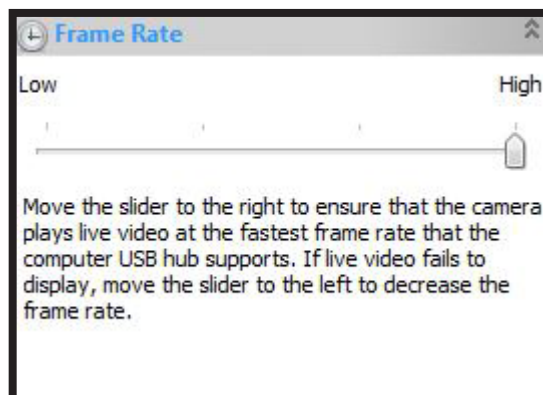 Frame Rate
Low High
Move the slider to the right to ensure that the camera
plays live video at the fastest frame rate that the
computer USB hub supports. If live video fails to
display, move the slider to the left to decrease the
frame rate.